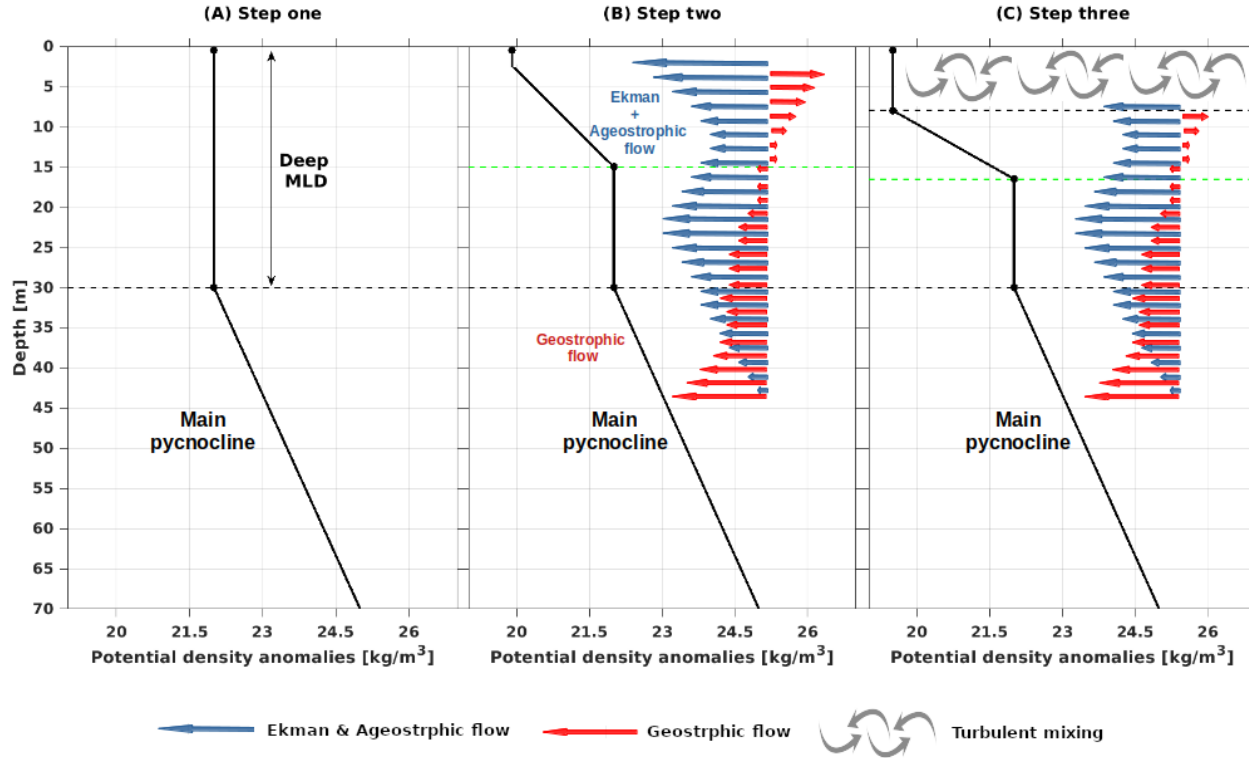 (A) Step one
(B) Step two
(C) Step three
0
5
10
15
20
25
30
35
40
45
50
55
60
65
70
Depth [m]
Deep
MLD
Main
pycnocline
Ekman
+
Ageostrophic
flow
Geostrophic
flow
Main
pycnocline
Main
pycnocline
20 21.5 23 24.5 26
20 21.5 23 24.5 26
20 21.5 23 24.5 26
Potential density anomalies [kg/m³]
Potential density anomalies [kg/m³]
Potential density anomalies [kg/m³]
Ekman & Ageostrphic flow
Geostrphic flow
Turbulent mixing